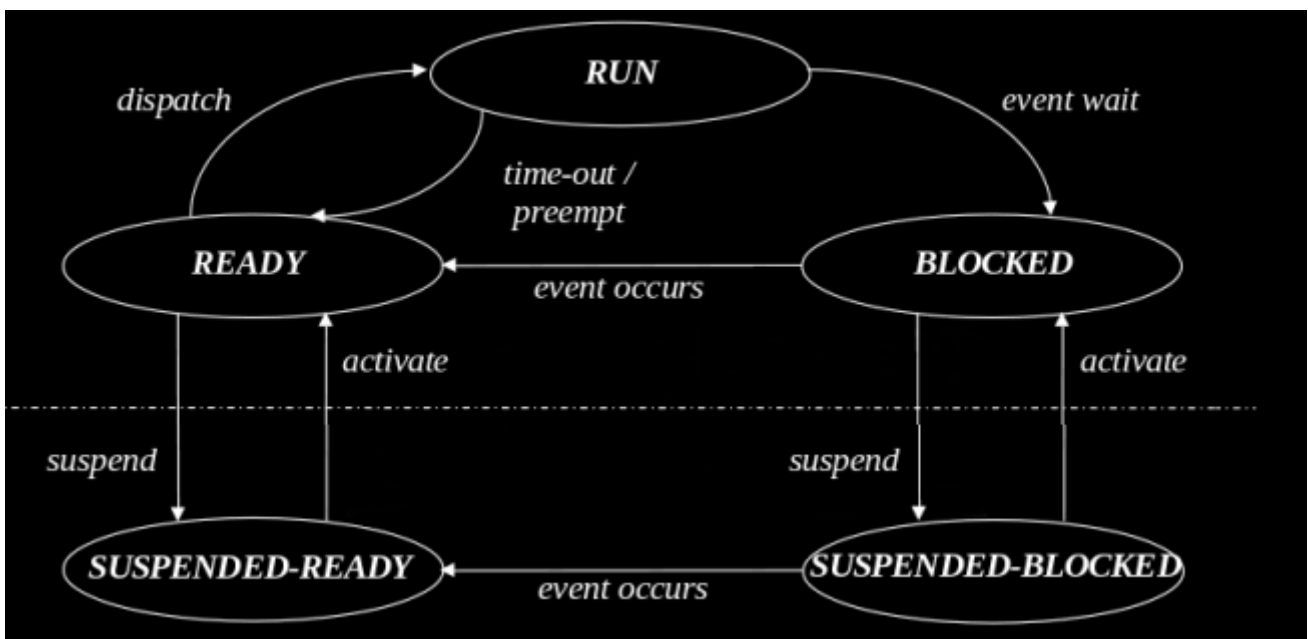 RUN
dispatch
event wait
time-out /
preempt
READY
BLOCKED
event occurs
activate
activate
suspend
suspend
SUSPENDED-READY
SUSPENDED-BLOCKED
event occurs